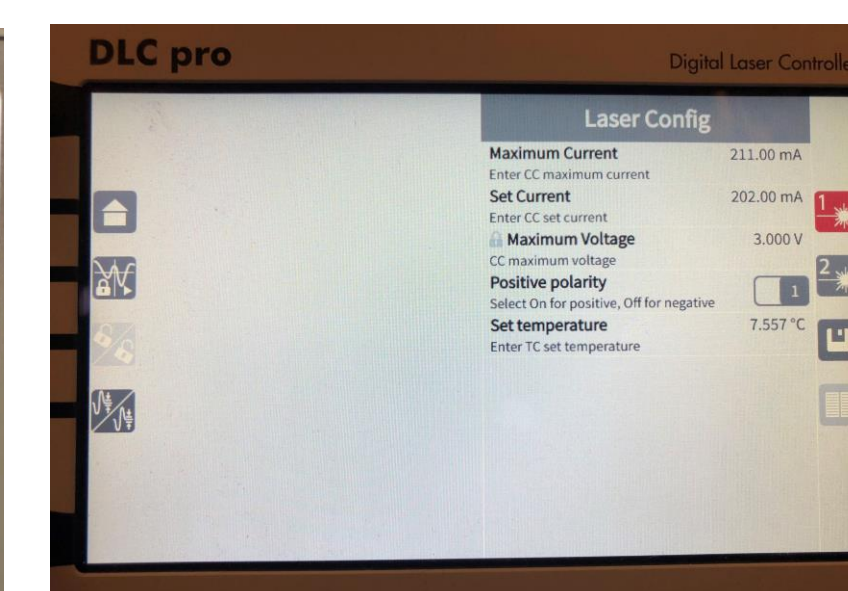 DLC pro
Digital Laser Controlle
Laser Config
Maximum Current 211.00 mA
Enter CC maximum current
Set Current 202.00 mA
Enter CC set current
Maximum Voltage 3.000 V
CC maximum voltage
Positive polarity 1
Select On for positive, Off for negative
Set temperature 7.557 °C
Enter TC set temperature
1
2